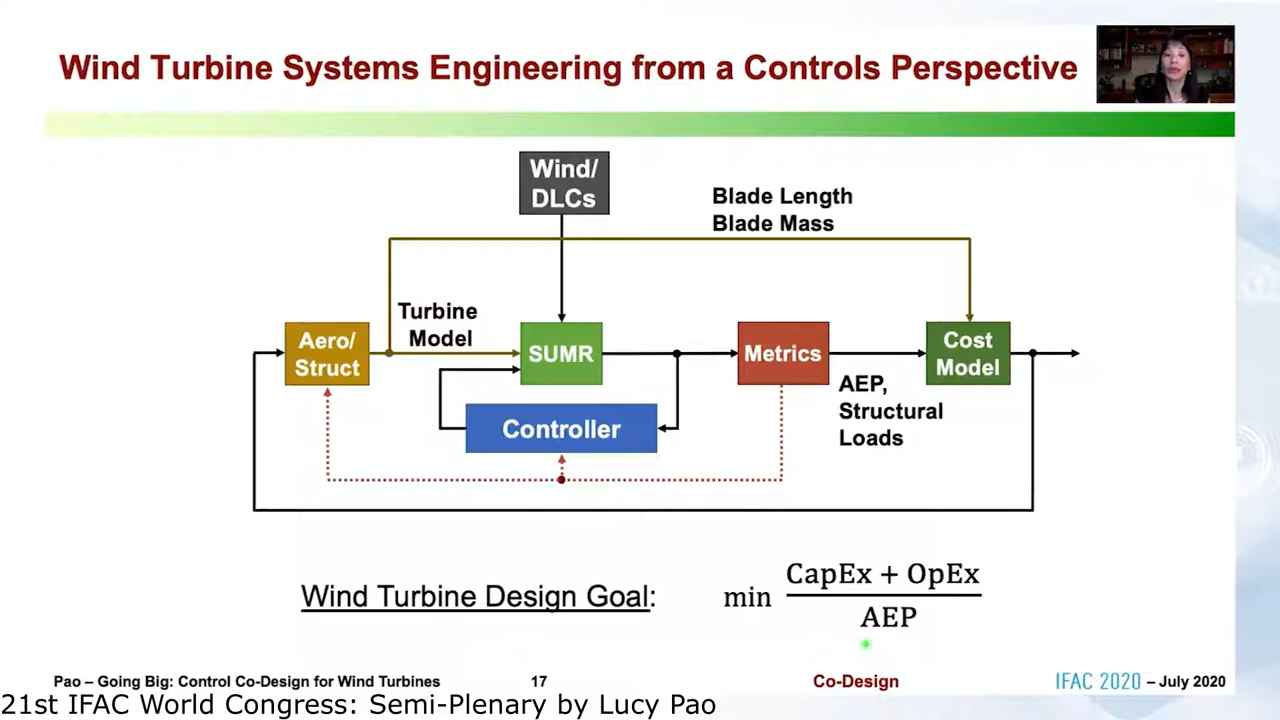 Wind Turbine Systems Engineering from a Controls Perspective
Wind/
DLCs
Blade Length
Blade Mass
Turbine
Model
Aero/
Struct
SUMR
Metrics
Cost
Model
AEP,
Structural
Loads
Controller
Wind Turbine Design Goal:
min
CapEx + OpEx
AEP
Pao – Going Big: Control Co-Design for Wind Turbines
17
Co-Design
IFAC 2020 – July 2020
21st IFAC World Congress: Semi-Plenary by Lucy Pao